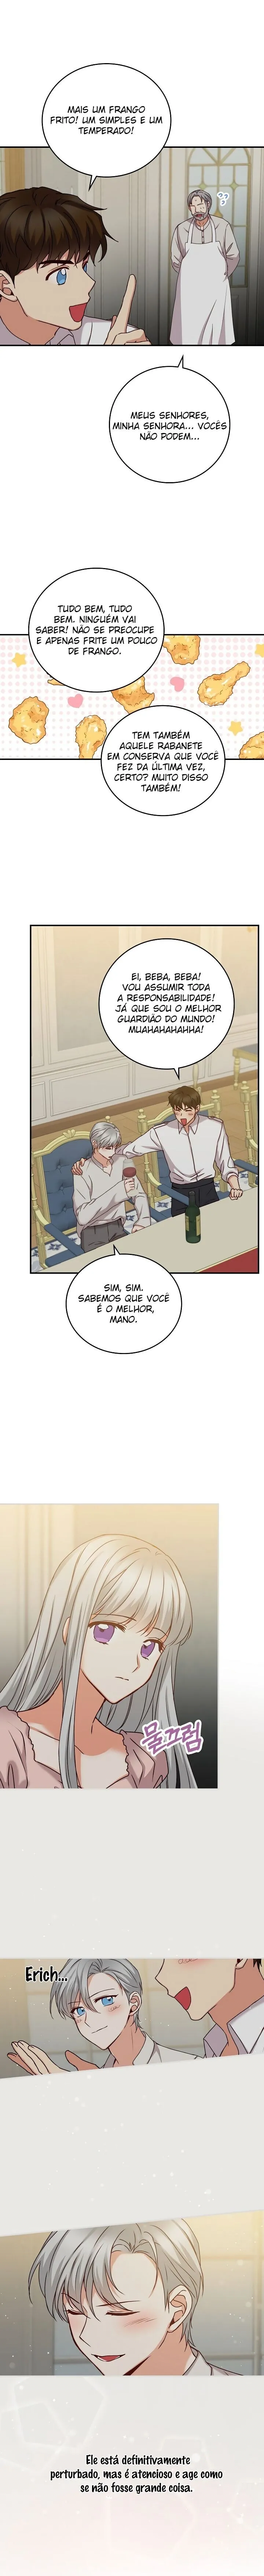 MAIS UM FRANGO
FRITO! UM SIMPLES E UM
TEMPERADO!
MEUS SENHORES,
MINHA SENHORA... VOCÊS
NÃO PODEM...
TUDO BEM, TUDO
BEM. NINGUÉM VAI
SABER! NÃO SE PREOCUPE
E APENAS FRITE UM POUCO
DE FRANGO.
TEM TAMBÉM
AQUELE RABANETE
EM CONSERVA QUE VOCÊ
FEZ DA ÚLTIMA VEZ,
CERTO? MUITO DISSO
TAMBÉM!
EI, BEBA, BEBA!
VOU ASSUMIR TODA
A RESPONSABILIDADE!
JÁ QUE SOU O MELHOR
GUARDIÃO DO MUNDO!
MUAHAHAHAHHA!
SIM, SIM.
SABEMOS QUE VOCÊ
É O MELHOR,
MANO.
물끄럼
Erich...
Ele está definitivamente
perturbado, mas é atencioso e age como
se não fosse grande coisa.